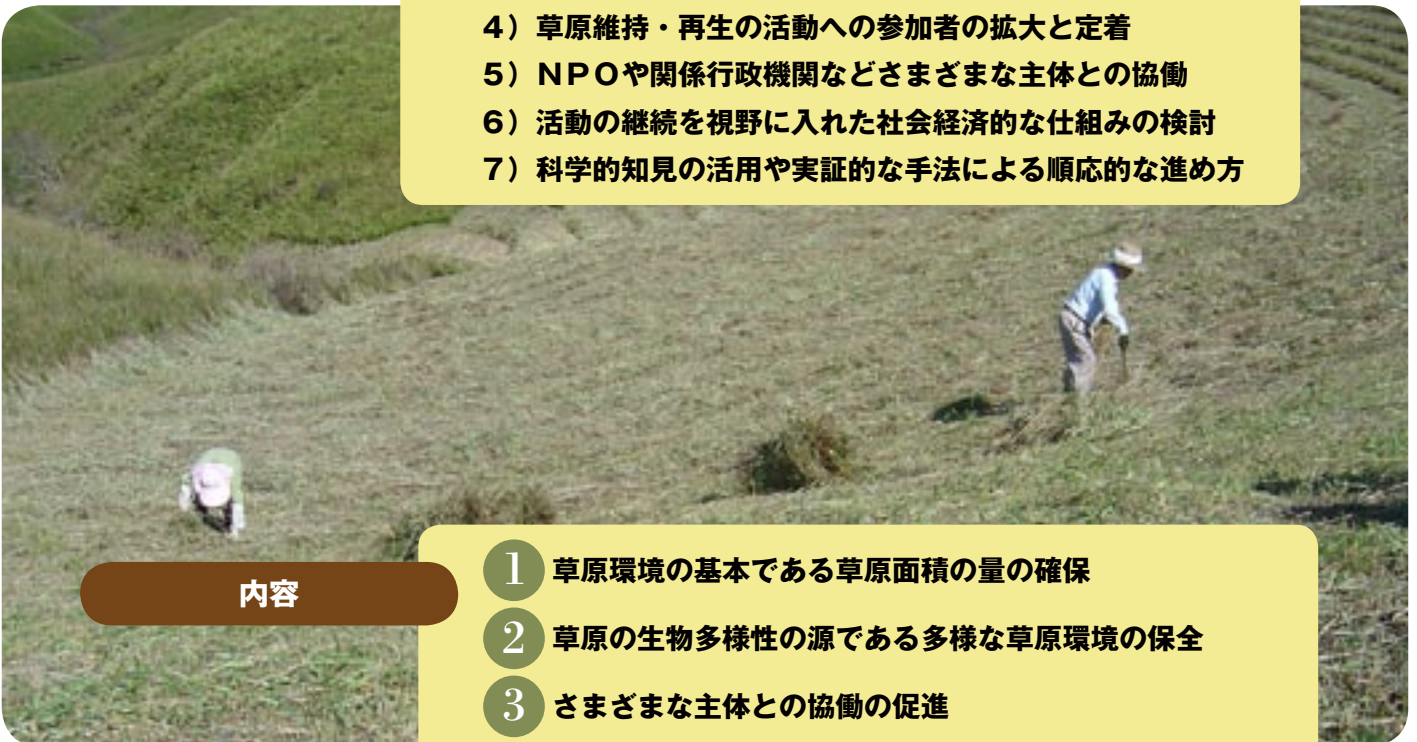 4）草原維持・再生の活動への参加者の拡大と定着
5）ＮＰＯや関係行政機関などさまざまな主体との協働
6）活動の継続を視野に入れた社会経済的な仕組みの検討
7）科学的知見の活用や実証的な手法による順応的な進め方
内容
1 草原環境の基本である草原面積の量の確保
2 草原の生物多様性の源である多様な草原環境の保全
3 さまざまな主体との協働の促進